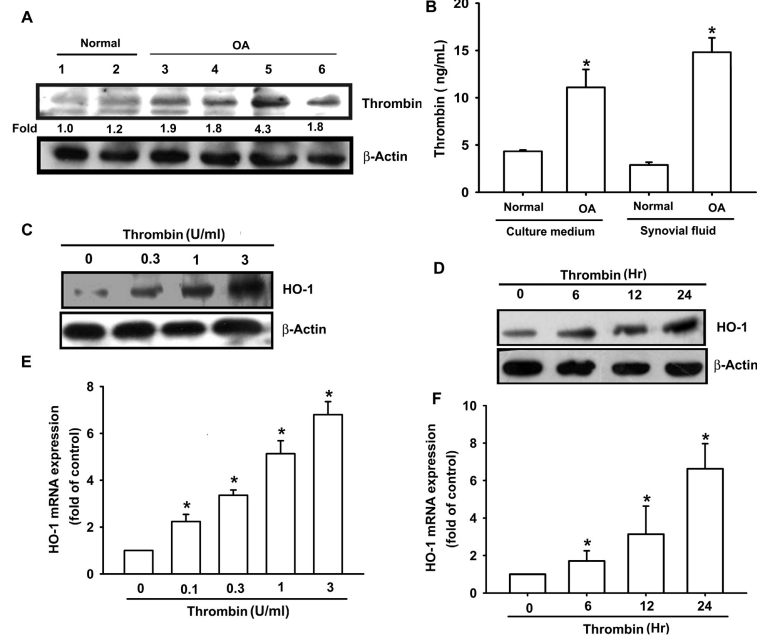 A
Normal OA
1 2 3 4 5 6
Thrombin
Fold 1.0 1.2 1.9 1.8 4.3 1.8
β-Actin
B
Thrombin ( ng/mL)
20
15
10
5
0
* *
Normal OA Normal OA
Culture medium Synovial fluid
C
Thrombin (U/ml)
0 0.3 1 3
HO-1
β-Actin
D
Thrombin (Hr)
0 6 12 24
HO-1
β-Actin
E
HO-1 mRNA expression
(fold of control)
8
6
4
2
0
* * * *
0 0.1 0.3 1 3
Thrombin (U/ml)
F
HO-1 mRNA expression
(fold of control)
10
8
6
4
2
0
* * *
0 6 12 24
Thrombin (Hr)